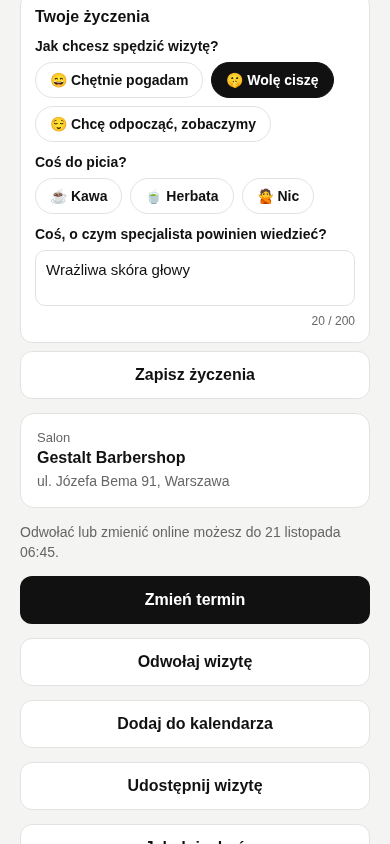 Twoje życzenia
Jak chcesz spędzić wizytę?
😄 Chętnie pogadam
🤫 Wolę ciszę
😌 Chcę odpocząć, zobaczymy
Coś do picia?
☕ Kawa
🍵 Herbata
🙅 Nic
Coś, o czym specjalista powinien wiedzieć?
Wrażliwa skóra głowy
20 / 200
Zapisz życzenia
Salon
Gestalt Barbershop
ul. Józefa Bema 91, Warszawa
Odwołać lub zmienić online możesz do 21 listopada
06:45.
Zmień termin
Odwołaj wizytę
Dodaj do kalendarza
Udostępnij wizytę